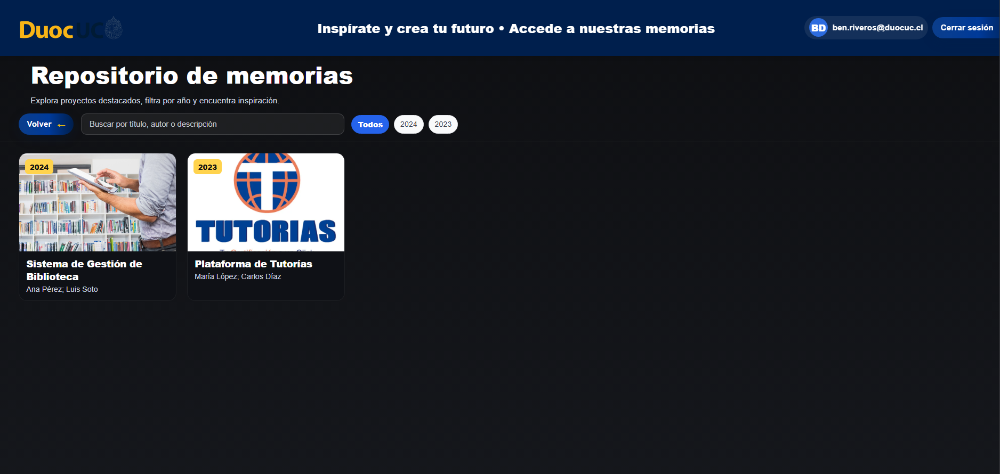 Duoc UC
Inspírate y crea tu futuro • Accede a nuestras memorias
BD
ben.riveros@duocuc.cl
Cerrar sesión
Repositorio de memorias
Explora proyectos destacados, filtra por año y encuentra inspiración.
Volver ←
Buscar por título, autor o descripción
Todos
2024
2023
2024
Sistema de Gestión de
Biblioteca
Ana Pérez; Luis Soto
2023
T
TUTORIAS
Plataforma de Tutorías
María López; Carlos Díaz